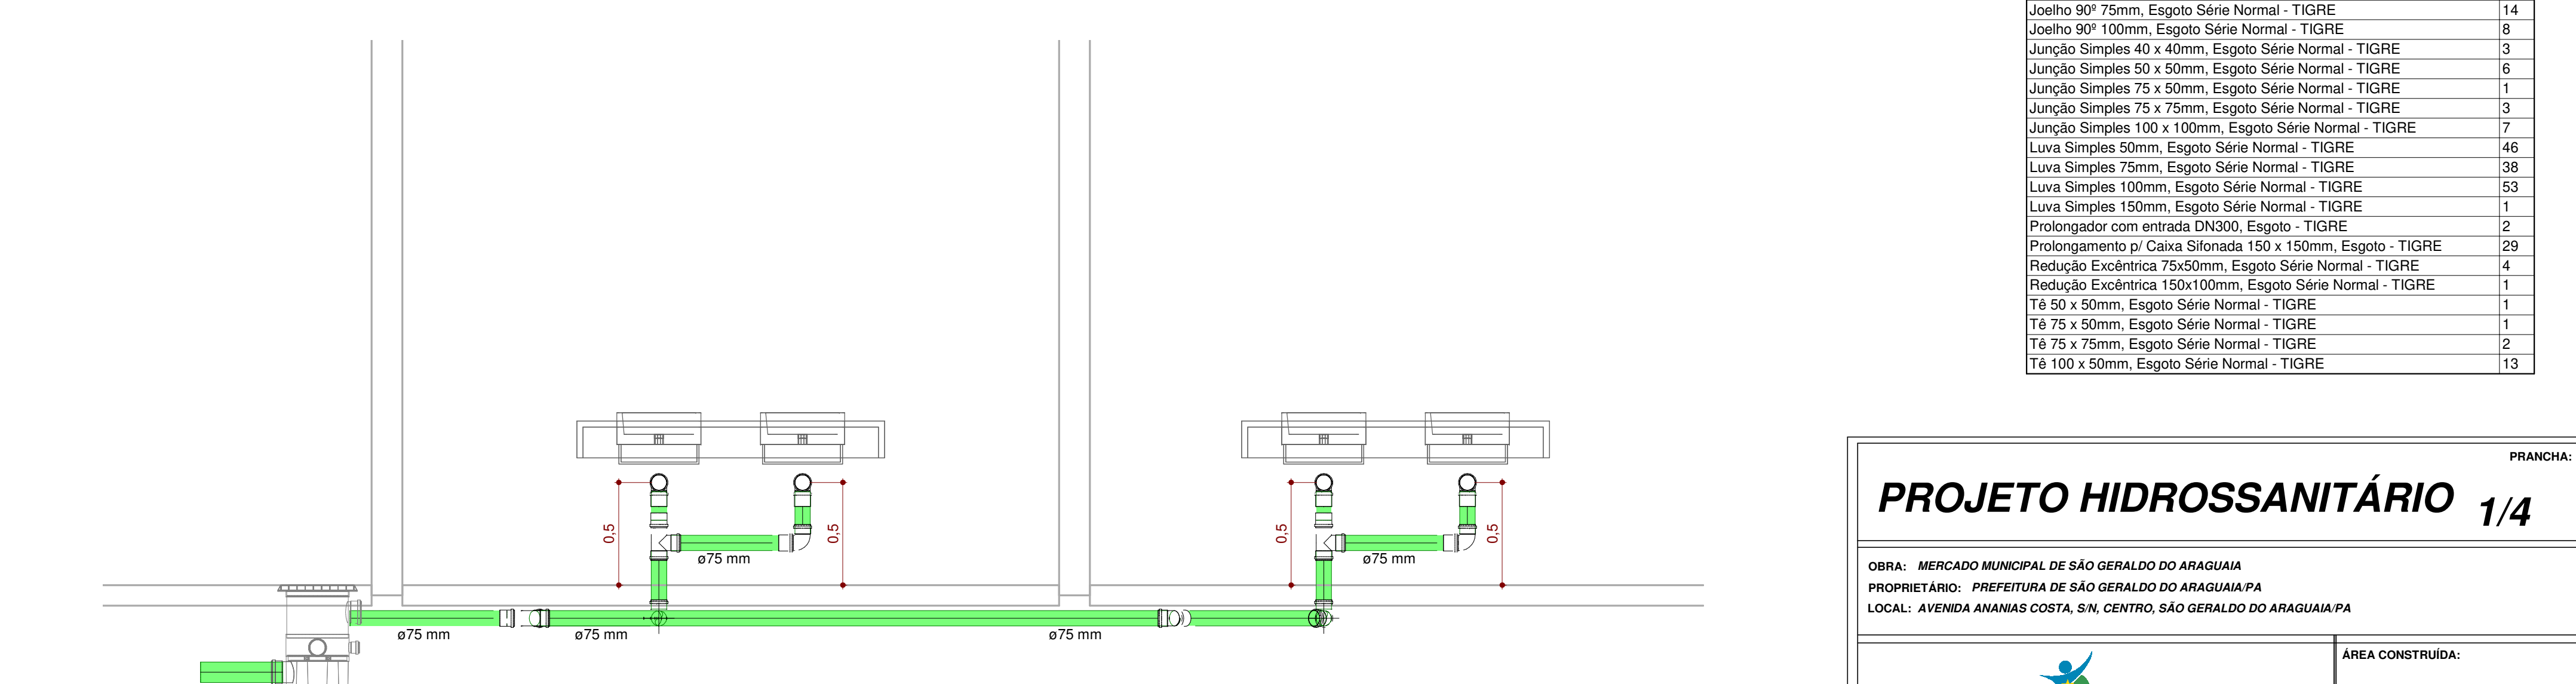 Joelho 90º 75mm, Esgoto Série Normal - TIGRE 14
Joelho 90º 100mm, Esgoto Série Normal - TIGRE 8
Junção Simples 40 x 40mm, Esgoto Série Normal - TIGRE 3
Junção Simples 50 x 50mm, Esgoto Série Normal - TIGRE 6
Junção Simples 75 x 50mm, Esgoto Série Normal - TIGRE 1
Junção Simples 75 x 75mm, Esgoto Série Normal - TIGRE 3
Junção Simples 100 x 100mm, Esgoto Série Normal - TIGRE 7
Luva Simples 50mm, Esgoto Série Normal - TIGRE 46
Luva Simples 75mm, Esgoto Série Normal - TIGRE 38
Luva Simples 100mm, Esgoto Série Normal - TIGRE 53
Luva Simples 150mm, Esgoto Série Normal - TIGRE 1
Prolongador com entrada DN300, Esgoto - TIGRE 2
Prolongamento p/ Caixa Sifonada 150 x 150mm, Esgoto - TIGRE 29
Redução Excêntrica 75x50mm, Esgoto Série Normal - TIGRE 4
Redução Excêntrica 150x100mm, Esgoto Série Normal - TIGRE 1
Tê 50 x 50mm, Esgoto Série Normal - TIGRE 1
Tê 75 x 50mm, Esgoto Série Normal - TIGRE 1
Tê 75 x 75mm, Esgoto Série Normal - TIGRE 2
Tê 100 x 50mm, Esgoto Série Normal - TIGRE 13
0,5
0,5
0,5
0,5
ø75 mm
ø75 mm
ø75 mm
ø75 mm
ø75 mm
PRANCHA:
PROJETO HIDROSSANITÁRIO 1/4
OBRA: MERCADO MUNICIPAL DE SÃO GERALDO DO ARAGUAIA
PROPRIETÁRIO: PREFEITURA DE SÃO GERALDO DO ARAGUAIA/PA
LOCAL: AVENIDA ANANIAS COSTA, S/N, CENTRO, SÃO GERALDO DO ARAGUAIA/PA
ÁREA CONSTRUÍDA: